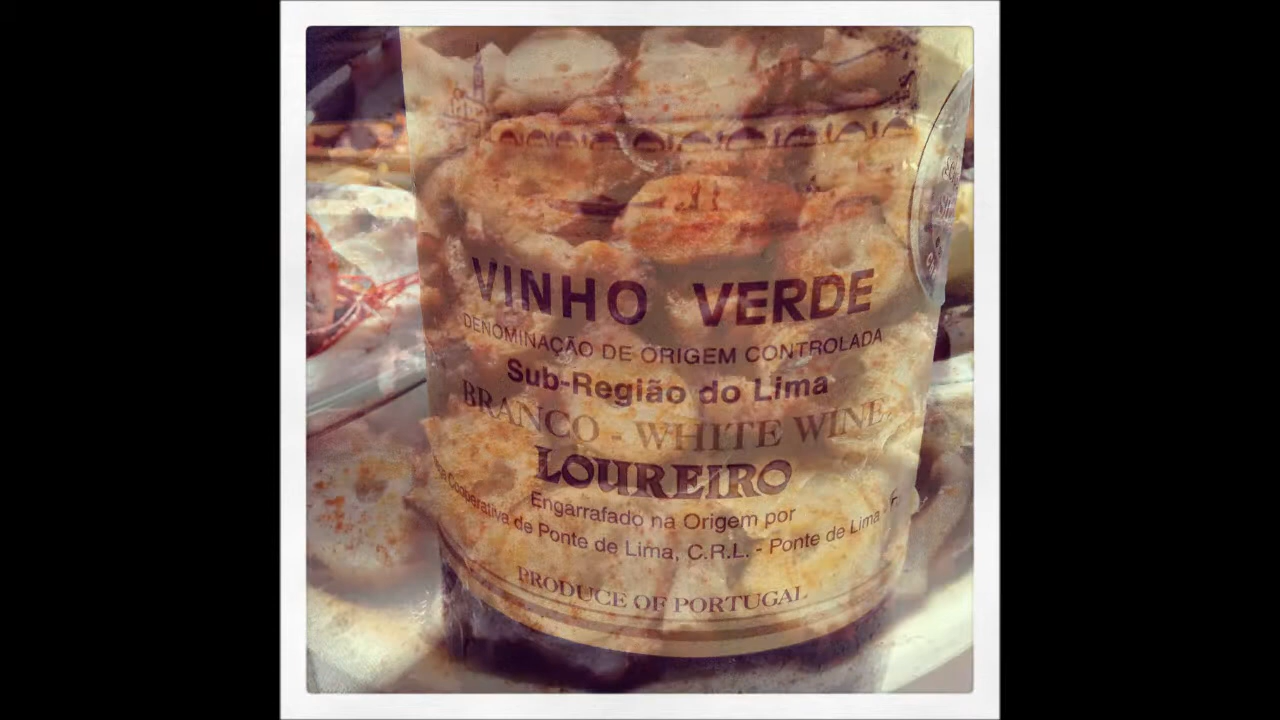 VINHO VERDE
DENOMINAÇÃO DE ORIGEM CONTROLADA
Sub-Região do Lima
BRANCO - WHITE WINE
LOUREIRO
Engarrafado na Origem por
Cooperativa de Ponte de Lima, C.R.L. - Ponte de Lima
PRODUCE OF PORTUGAL